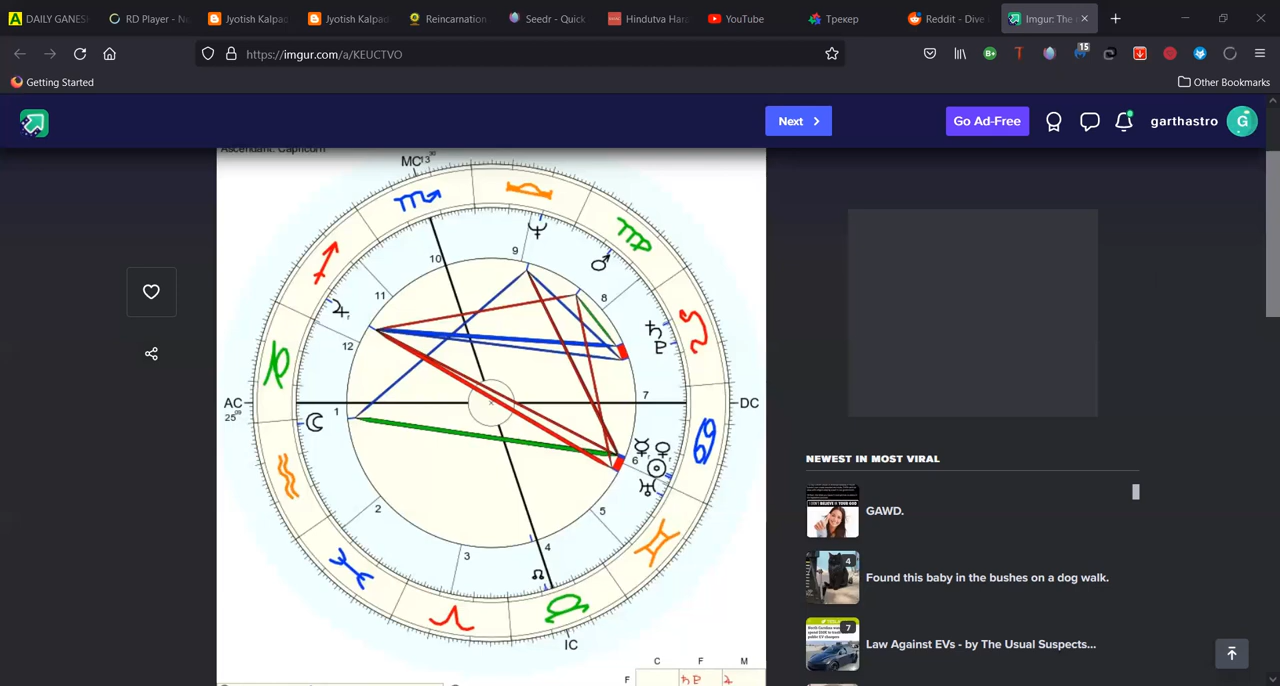 DAILY GANESH
RD Player - Ne
Jyotish Kalpad
Jyotish Kalpad
Reincarnation
Seedr - Quick
Hindutva Hara
YouTube
Трекер
Reddit - Dive
Imgur: The
https://imgur.com/a/KEUCTVO
B+
T
15
Getting Started
Other Bookmarks
Next
Go Ad-Free
garthastro
G
Ascendant: Capricorn
MC
10
9
8
11
12
AC
1
7
DC
6
2
5
3
4
IC
C F M
F
NEWEST IN MOST VIRAL
GAWD.
4
Found this baby in the bushes on a dog walk.
7
Law Against EVs - by The Usual Suspects...